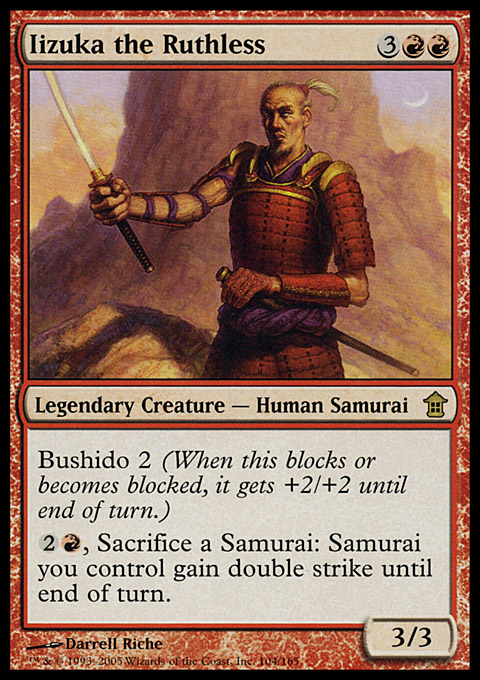 Iizuka the Ruthless 3
Legendary Creature — Human Samurai
Bushido 2 (When this blocks or
becomes blocked, it gets +2/+2 until
end of turn.)
2, Sacrifice a Samurai: Samurai
you control gain double strike until
end of turn.
Darrell Riche
3/3
™ & © 1993–2005 Wizards of the Coast, Inc. 104/165